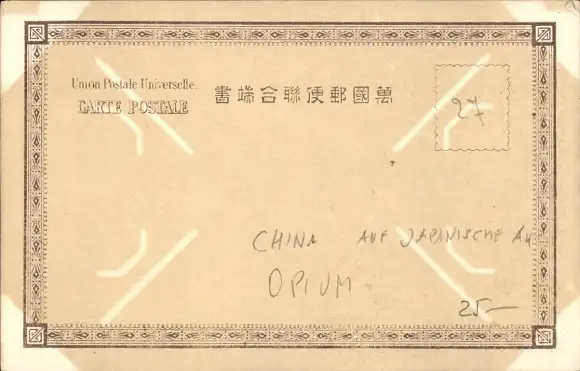 Union Postale Universelle.
CARTE POSTALE
萬國郵便聯合端書
27
CHINA AUF JAPANISCHE AK
OPIUM
25—